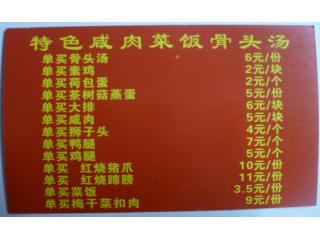 特色咸肉菜饭骨头汤
单买骨头汤 6元/份
单买素鸡 2元/块
单买荷包蛋 2元/个
单买茶树菇蒸蛋 5元/份
单买大排 6元/块
单买咸肉 5元/块
单买狮子头 4元/个
单买鸭腿 7元/个
单买鸡腿 5元/个
单买 红烧猪爪 10元/份
单买 红烧蹄膀 11元/份
单买菜饭 3.5元/份
单买梅干菜扣肉 9元/份